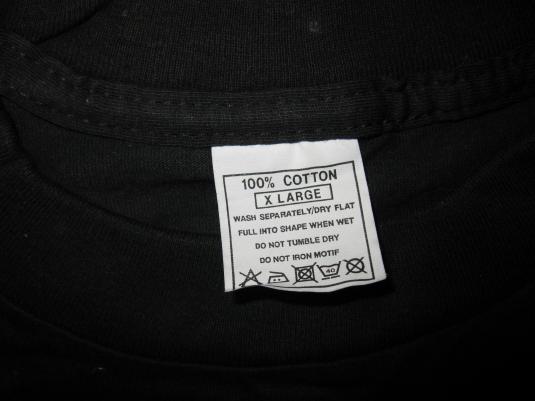 100% COTTON
X LARGE
WASH SEPARATELY/DRY FLAT
FULL INTO SHAPE WHEN WET
DO NOT TUMBLE DRY
DO NOT IRON MOTIF
40